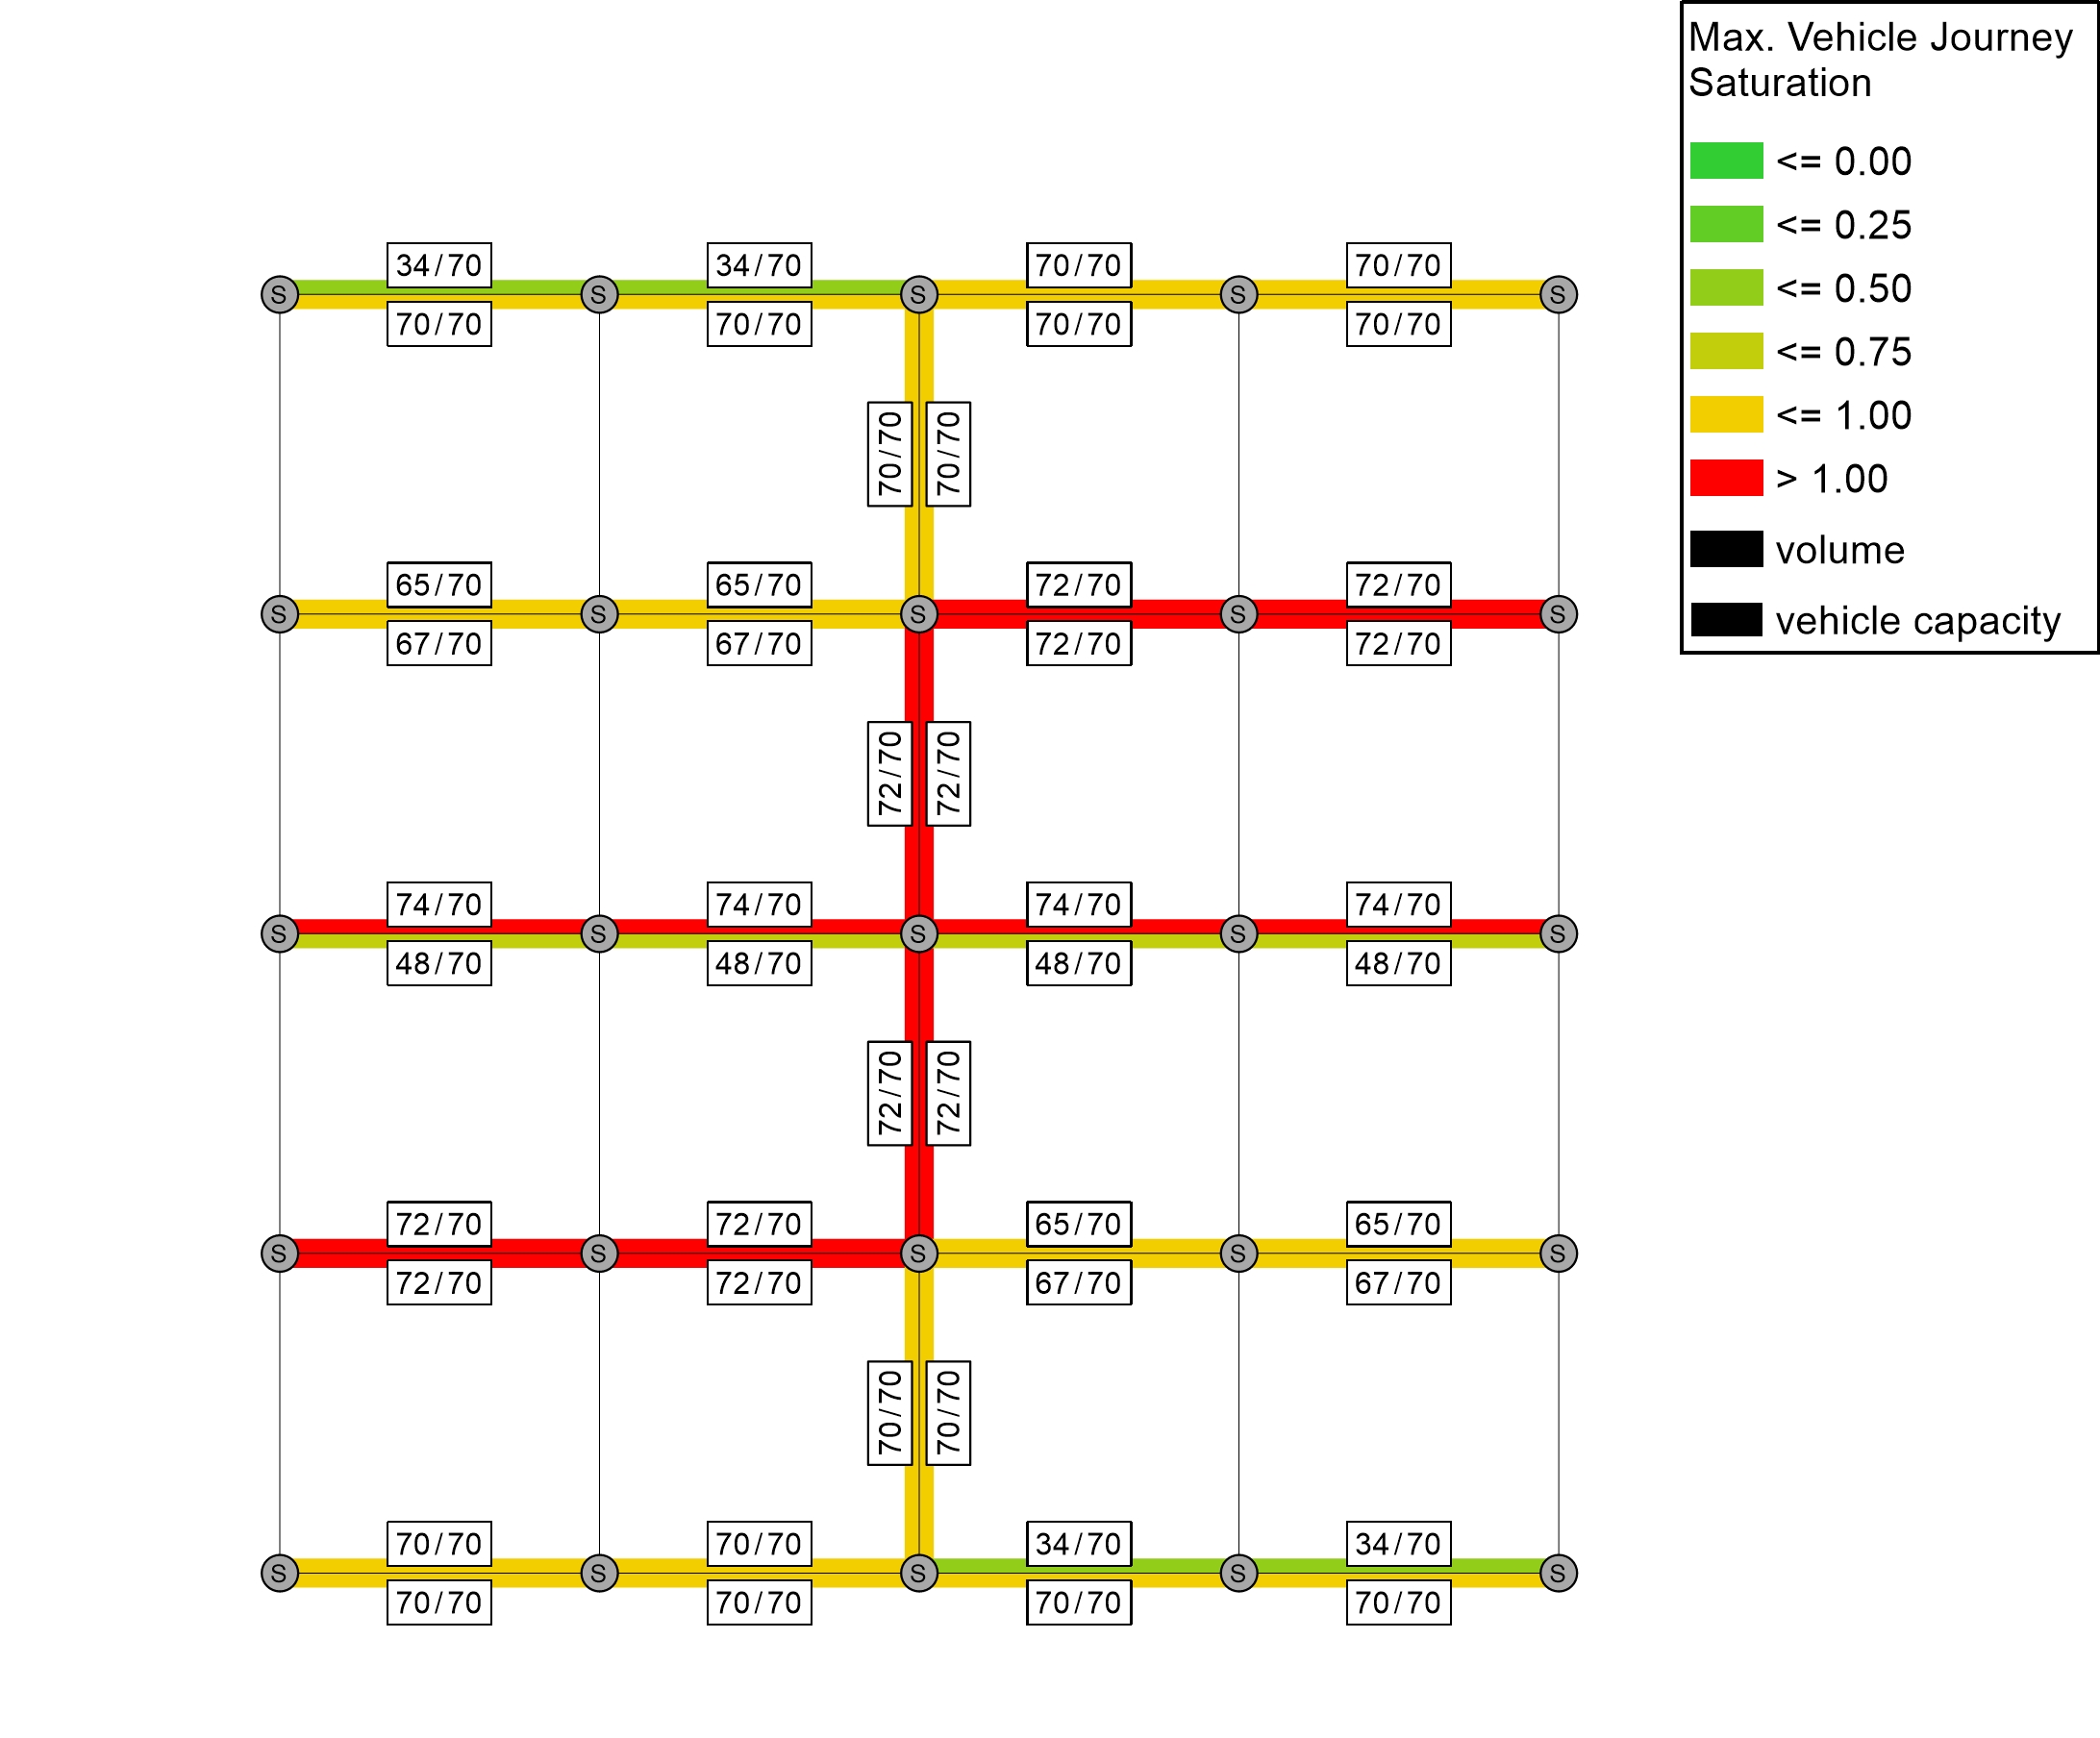 Max. Vehicle Journey
Saturation
<= 0.00
<= 0.25
<= 0.50
<= 0.75
<= 1.00
> 1.00
volume
vehicle capacity
34/70 34/70 70/70 70/70
S S S S S
70/70 70/70 70/70 70/70
70/70 70/70
65/70 65/70 72/70 72/70
S S S S S
67/70 67/70 72/70 72/70
72/70 72/70
74/70 74/70 74/70 74/70
S S S S S
48/70 48/70 48/70 48/70
72/70 72/70
72/70 72/70 65/70 65/70
S S S S S
72/70 72/70 67/70 67/70
70/70 70/70
70/70 70/70 34/70 34/70
S S S S S
70/70 70/70 70/70 70/70